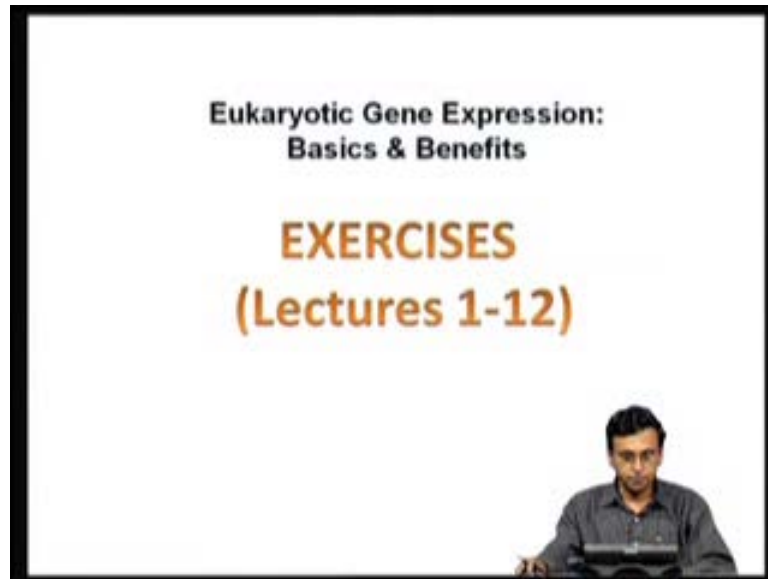 Eukaryotic Gene Expression:
Basics & Benefits
EXERCISES
(Lectures 1-12)